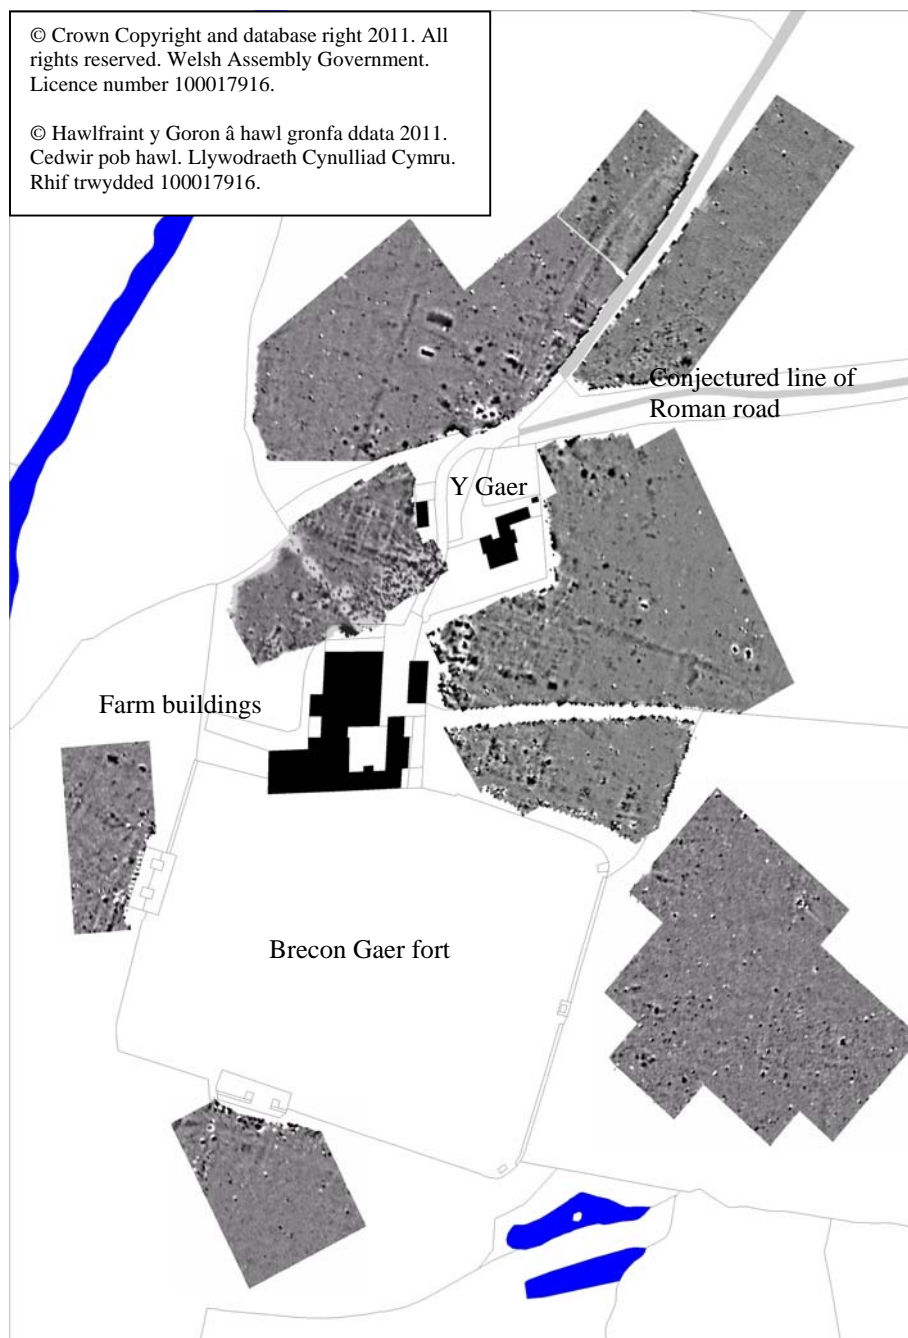 © Crown Copyright and database right 2011. All
rights reserved. Welsh Assembly Government.
Licence number 100017916.
© Hawlfraint y Goron â hawl gronfa ddata 2011.
Cedwir pob hawl. Llywodraeth Cynulliad Cymru.
Rhif trwydded 100017916.
Conjectured line of
Roman road
Y Gaer
Farm buildings
Brecon Gaer fort